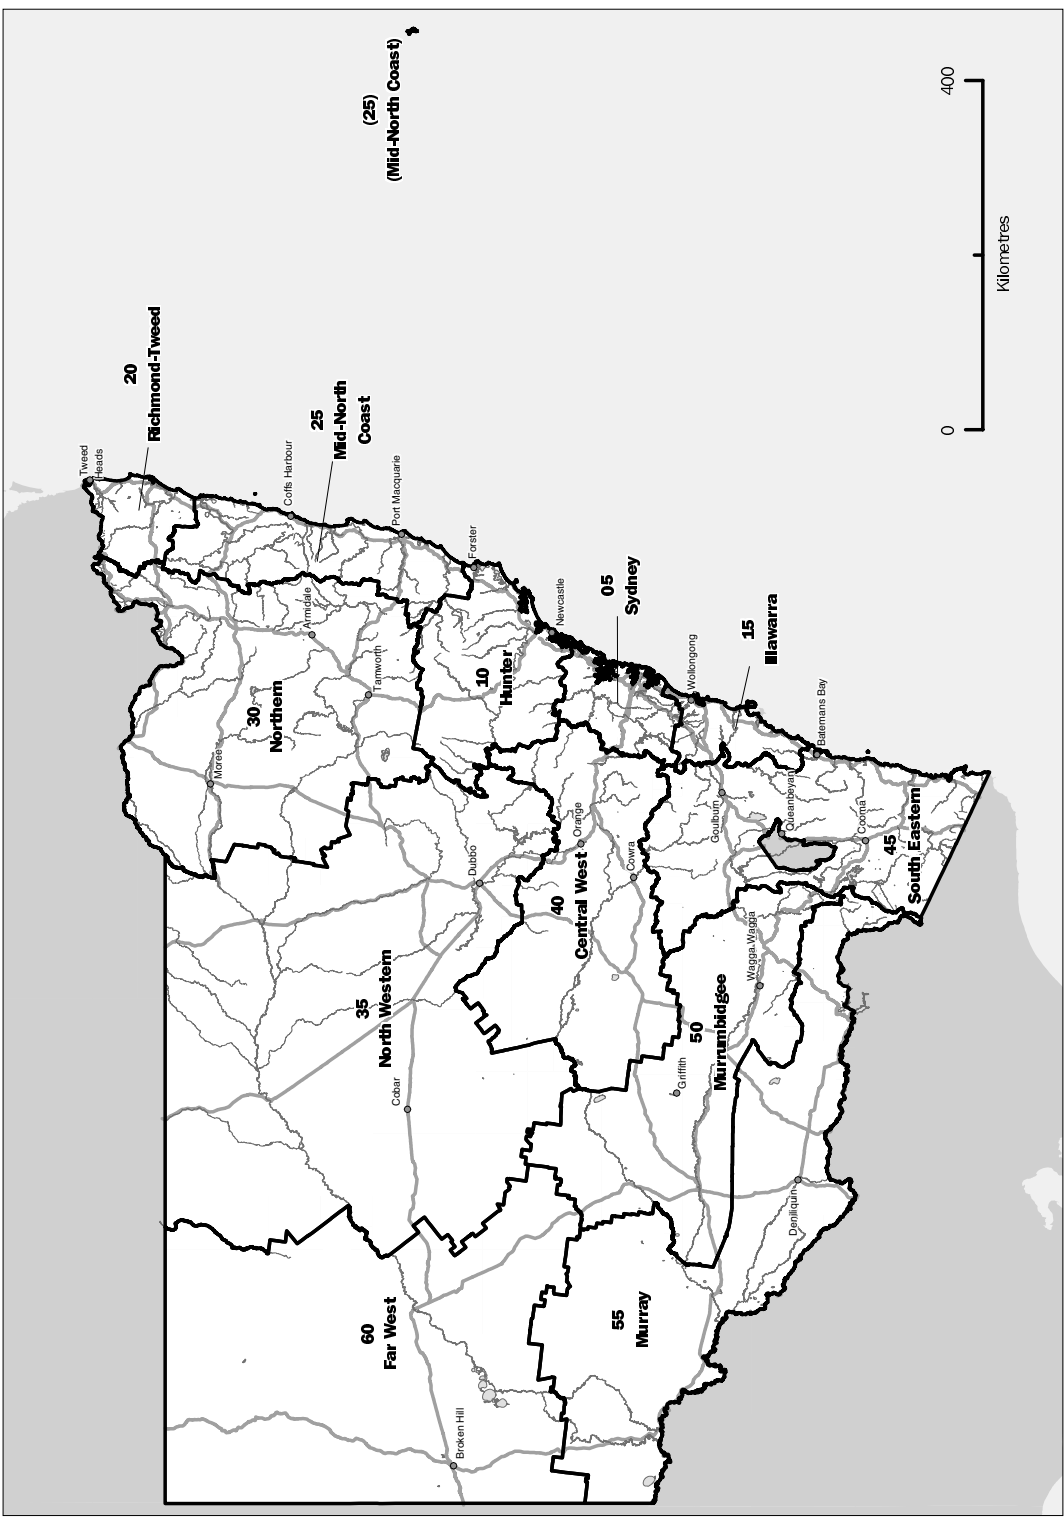 (25)
(Mid-North Coast)
20
Richmond-Tweed
Tweed
Heads
25
Mid-North
Coast
Coffs Harbour
Port Macquarie
Forster
Armidale
Tamworth
30
Northern
Moree
10
Hunter
Newcastle
05
Sydney
Wollongong
15
Illawarra
Batemans Bay
Queanbeyan
Goulburn
Cooma
45
South Eastern
Dubbo
Orange
Cowra
40
Central West
35
North Western
Cobar
Wagga Wagga
50
Murrumbidgee
Griffith
Deniliquin
55
Murray
60
Far West
Broken Hill
0
400
Kilometres